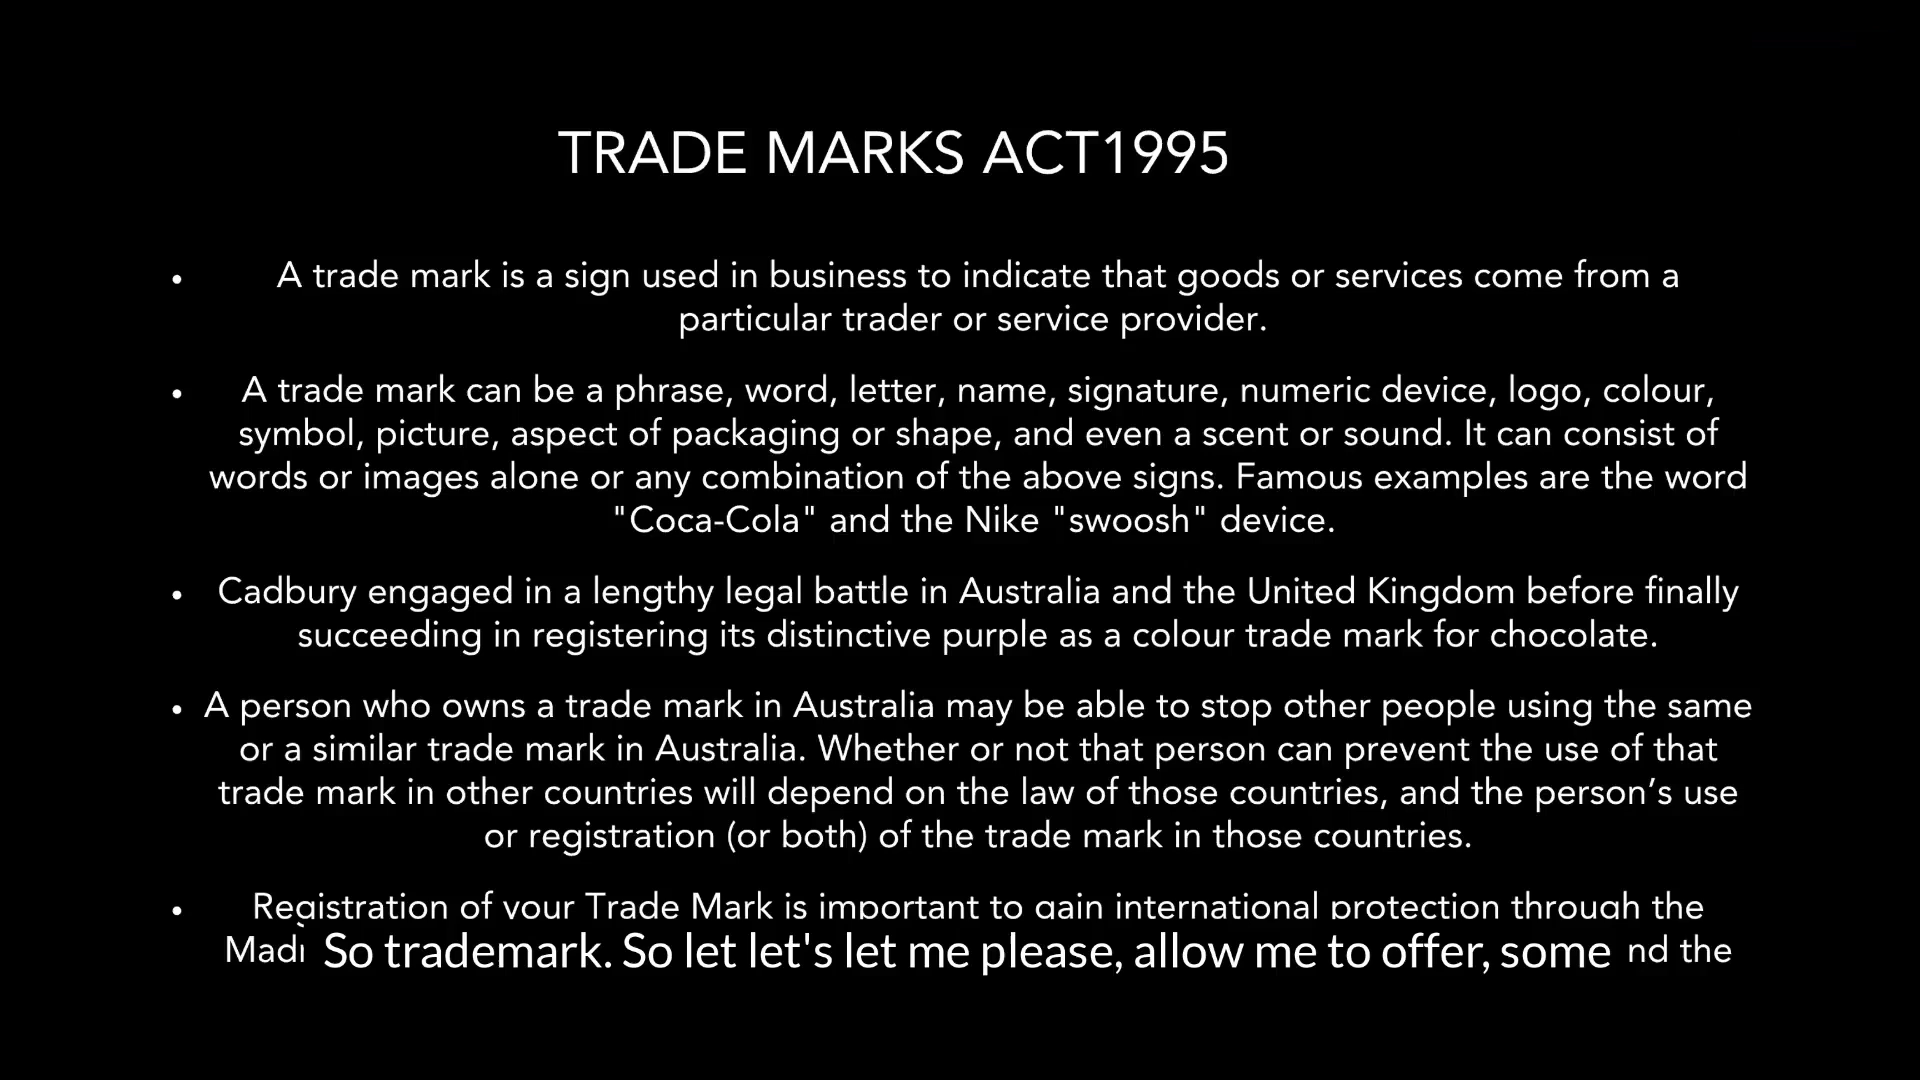 TRADE MARKS ACT1995
• A trade mark is a sign used in business to indicate that goods or services come from a
particular trader or service provider.
• A trade mark can be a phrase, word, letter, name, signature, numeric device, logo, colour,
symbol, picture, aspect of packaging or shape, and even a scent or sound. It can consist of
words or images alone or any combination of the above signs. Famous examples are the word
"Coca-Cola" and the Nike "swoosh" device.
• Cadbury engaged in a lengthy legal battle in Australia and the United Kingdom before finally
succeeding in registering its distinctive purple as a colour trade mark for chocolate.
• A person who owns a trade mark in Australia may be able to stop other people using the same
or a similar trade mark in Australia. Whether or not that person can prevent the use of that
trade mark in other countries will depend on the law of those countries, and the person’s use
or registration (or both) of the trade mark in those countries.
• Registration of your Trade Mark is important to gain international protection through the
the
So trademark. So let let's let me please, allow me to offer, some